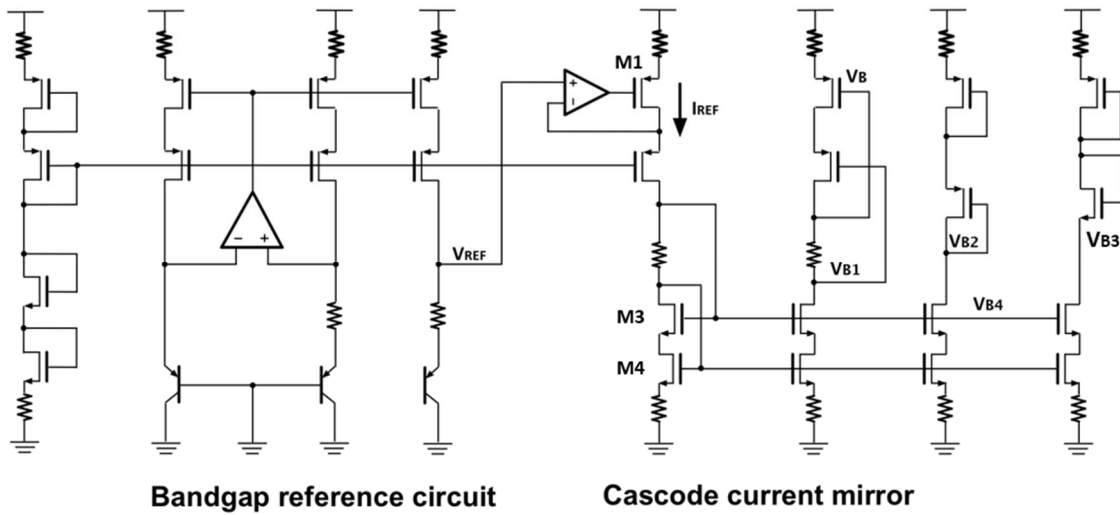 M1
VB
IREF
VREF
VB1
VB2
VB3
M3
VB4
M4
Bandgap reference circuit
Cascode current mirror